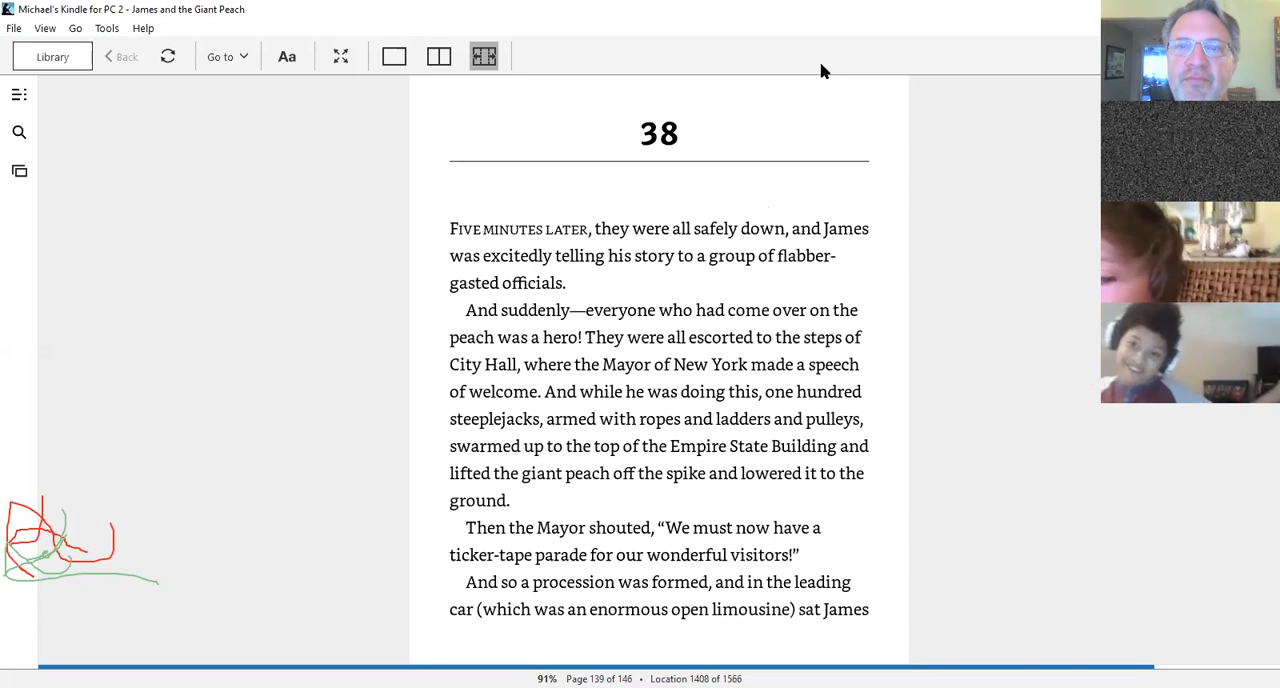 Michael's Kindle for PC 2 - James and the Giant Peach
File View Go Tools Help
Library Back Go to Aa
38
FIVE MINUTES LATER, they were all safely down, and James
was excitedly telling his story to a group of flabber-
gasted officials.
And suddenly—everyone who had come over on the
peach was a hero! They were all escorted to the steps of
City Hall, where the Mayor of New York made a speech
of welcome. And while he was doing this, one hundred
steeplejacks, armed with ropes and ladders and pulleys,
swarmed up to the top of the Empire State Building and
lifted the giant peach off the spike and lowered it to the
ground.
Then the Mayor shouted, “We must now have a
ticker-tape parade for our wonderful visitors!”
And so a procession was formed, and in the leading
car (which was an enormous open limousine) sat James
91% Page 139 of 146 • Location 1408 of 1566